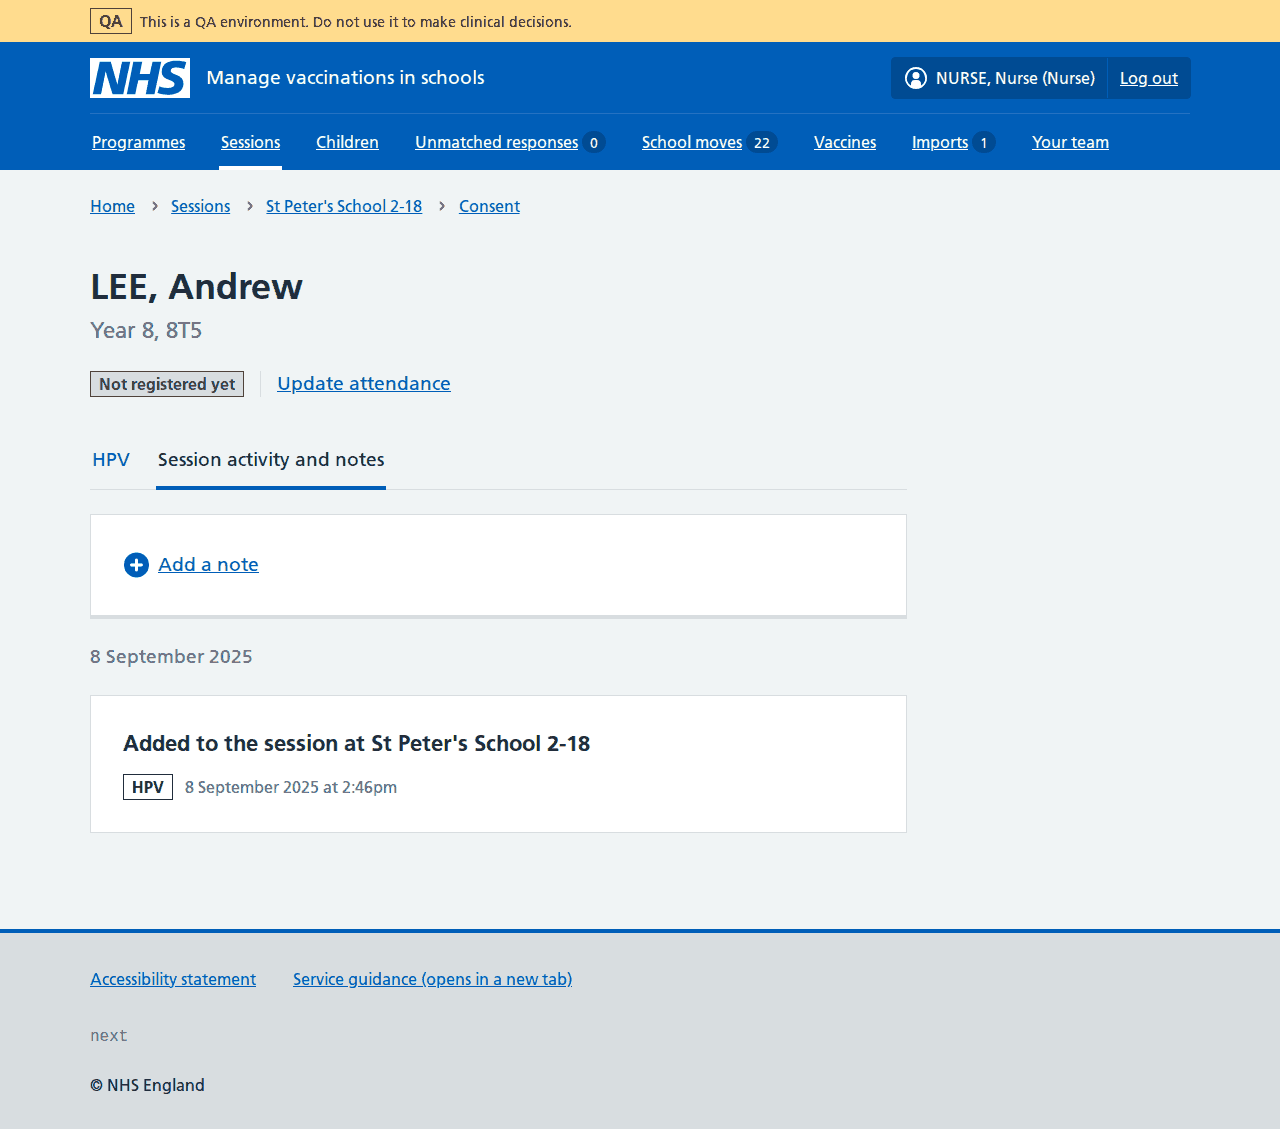 QA This is a QA environment. Do not use it to make clinical decisions.
NHS Manage vaccinations in schools NURSE, Nurse (Nurse) Log out
Programmes Sessions Children Unmatched responses 0 School moves 22 Vaccines Imports 1 Your team
Home Sessions St Peter's School 2-18 Consent
LEE, Andrew
Year 8, 8T5
Not registered yet Update attendance
HPV Session activity and notes
Add a note
8 September 2025
Added to the session at St Peter's School 2-18
HPV 8 September 2025 at 2:46pm
Accessibility statement Service guidance (opens in a new tab)
next
© NHS England